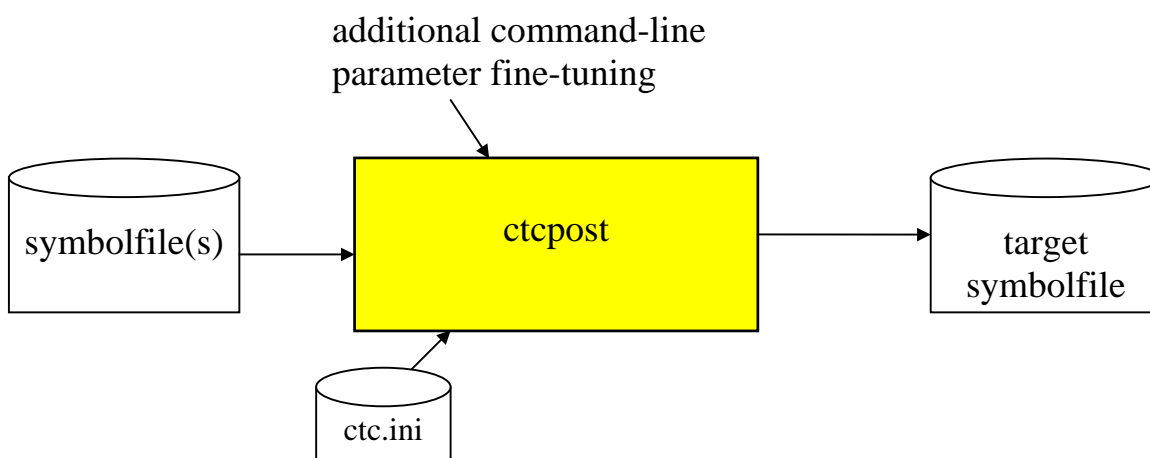 additional command-line
parameter fine-tuning
symbolfile(s)
ctcpost
target
symbolfile
ctc.ini